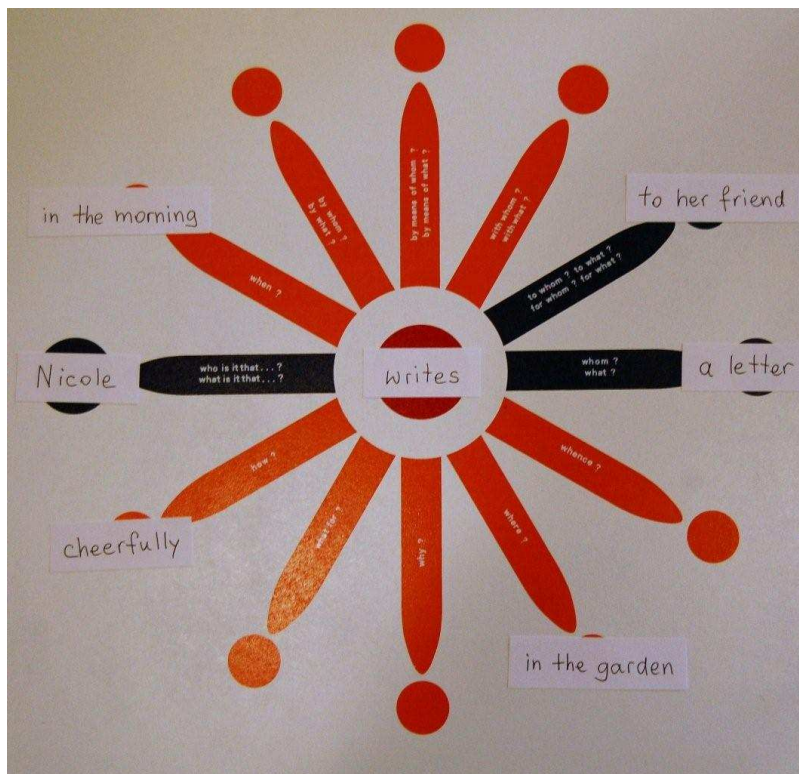 by means of whom ?
by means of what ?
by whom ?
by what ?
with whom ?
with what ?
in the morning
to her friend
when ?
to whom ? to what ?
for whom ? for what ?
Nicole
who is it that...?
what is it that...?
writes
whom ?
what ?
a letter
how ?
whence ?
cheerfully
what for ?
why ?
where ?
in the garden